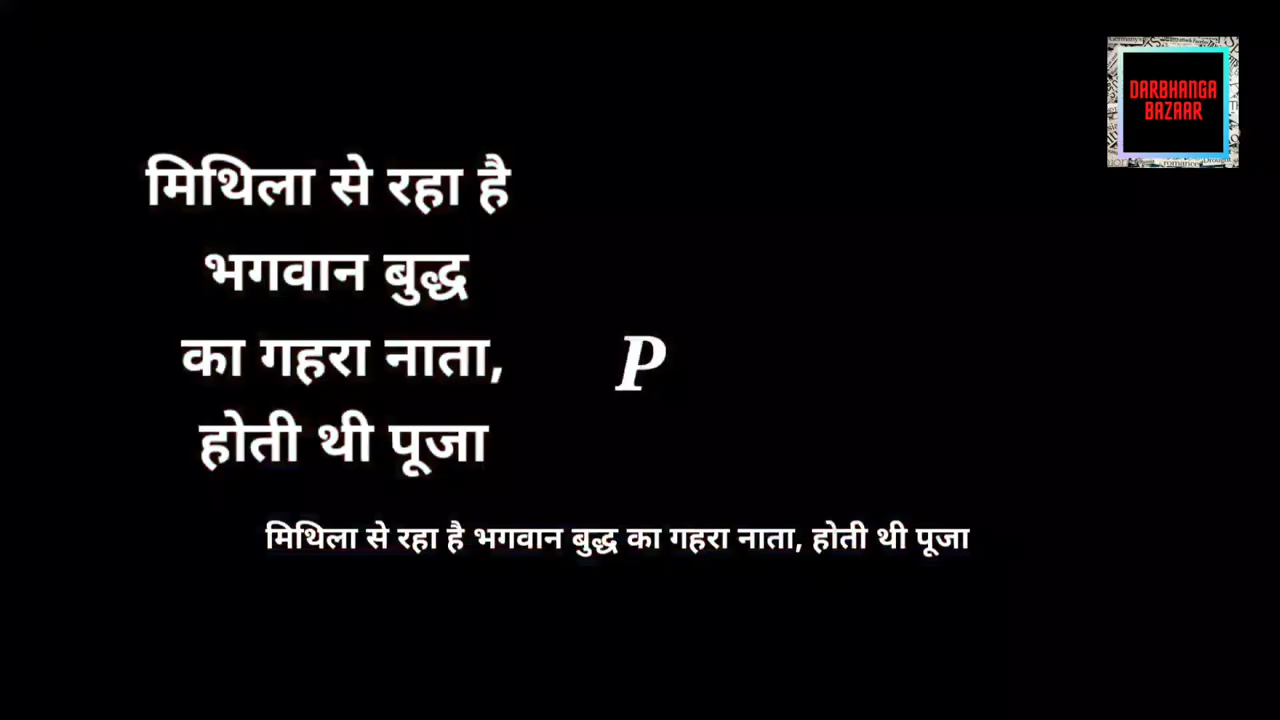 DARBHANGA
BAZAAR
मिथिला से रहा है
भगवान बुद्ध
का गहरा नाता,
होती थी पूजा
P
मिथिला से रहा है भगवान बुद्ध का गहरा नाता, होती थी पूजा